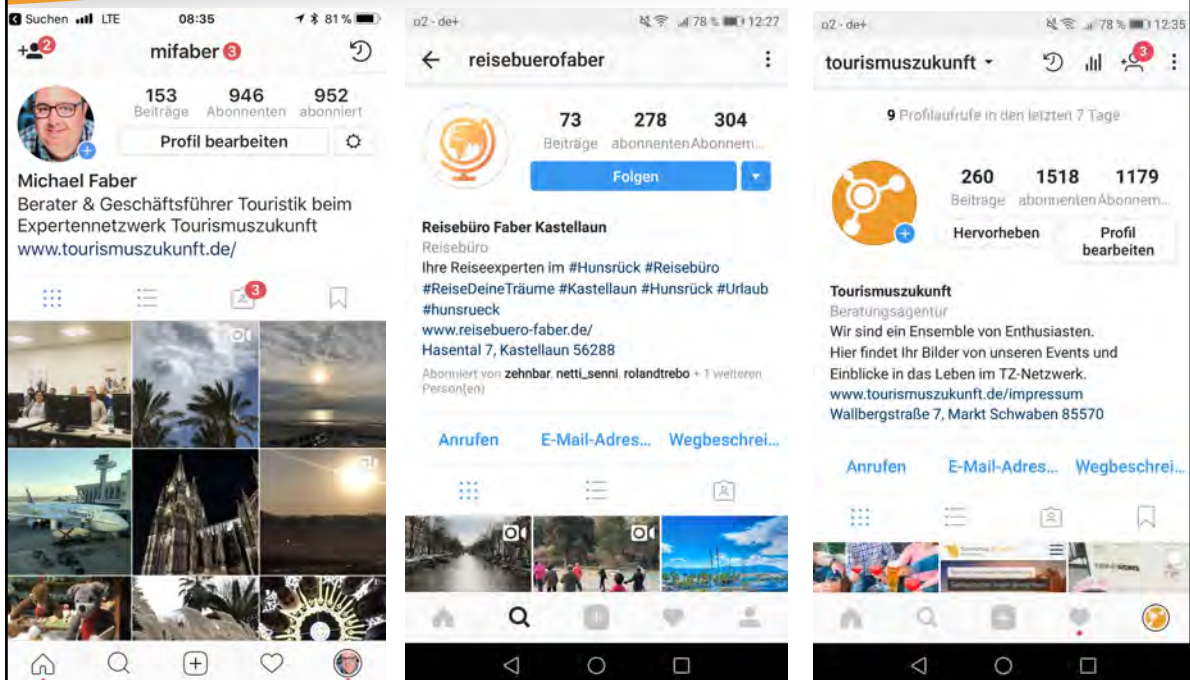 Suchen LTE 08:35 81 %
2
mifaber 3
153 946 952
Beiträge Abonnenten abonniert
Profil bearbeiten
Michael Faber
Berater & Geschäftsführer Touristik beim
Expertennetzwerk Tourismuszukunft
www.tourismuszukunft.de/
3
o2 - de+ 78 % 12:27
reisebuerofaber
73 278 304
Beiträge abonnenten Abonnem...
Folgen
Reisebüro Faber Kastellaun
Reisebüro
Ihre Reiseexperten im #Hunsrück #Reisebüro
#ReiseDeineTräume #Kastellaun #Hunsrück #Urlaub
#hunsrueck
www.reisebuero-faber.de/
Hasental 7, Kastellaun 56288
Abonniert von zehnbar, netti_senni, rolandtrebo + 1 weiteren
Person(en)
Anrufen E-Mail-Adres... Wegbeschrei...
o2 - de+ 78 % 12:35
tourismuszukunft 3
9 Profilaufrufe in den letzten 7 Tage
260 1518 1179
Beiträge abonnenten Abonnem...
Hervorheben Profil
bearbeiten
Tourismuszukunft
Beratungsagentur
Wir sind ein Ensemble von Enthusiasten.
Hier findet Ihr Bilder von unseren Events und
Einblicke in das Leben im TZ-Netzwerk.
www.tourismuszukunft.de/impressum
Wallbergstraße 7, Markt Schwaben 85570
Anrufen E-Mail-Adres... Wegbeschrei...